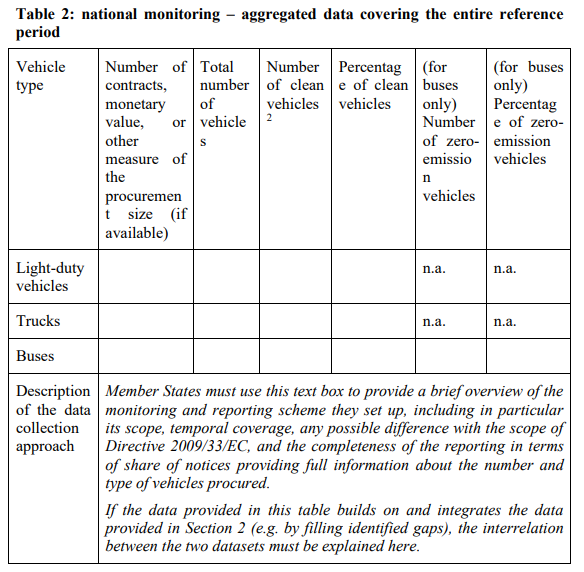 Table 2: national monitoring – aggregated data covering the entire reference
period
Vehicle
type
Number of
contracts,
monetary
value, or
other
measure of
the
procuremen
t size (if
available)
Total
number
of
vehicle
s
Number
of clean
vehicles
2
Percentag
e of clean
vehicles
(for
buses
only)
Number
of zero-
emissio
n
vehicles
(for buses
only)
Percentag
e of zero-
emission
vehicles
Light-duty
vehicles
n.a.
n.a.
Trucks
n.a.
n.a.
Buses
Description
of the data
collection
approach
Member States must use this text box to provide a brief overview of the
monitoring and reporting scheme they set up, including in particular
its scope, temporal coverage, any possible difference with the scope of
Directive 2009/33/EC, and the completeness of the reporting in terms
of share of notices providing full information about the number and
type of vehicles procured.
If the data provided in this table builds on and integrates the data
provided in Section 2 (e.g. by filling identified gaps), the interrelation
between the two datasets must be explained here.